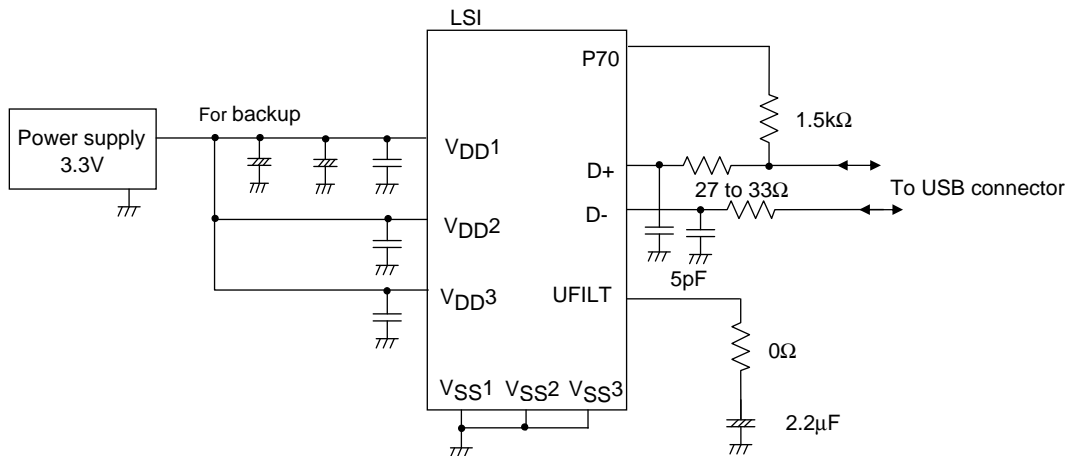 LSI
P70
For backup
Power supply
3.3V
1.5kΩ
VDD1
D+
27 to 33Ω
To USB connector
D-
VDD2
5pF
VDD3
UFILT
0Ω
VSS1 VSS2 VSS3
2.2μF